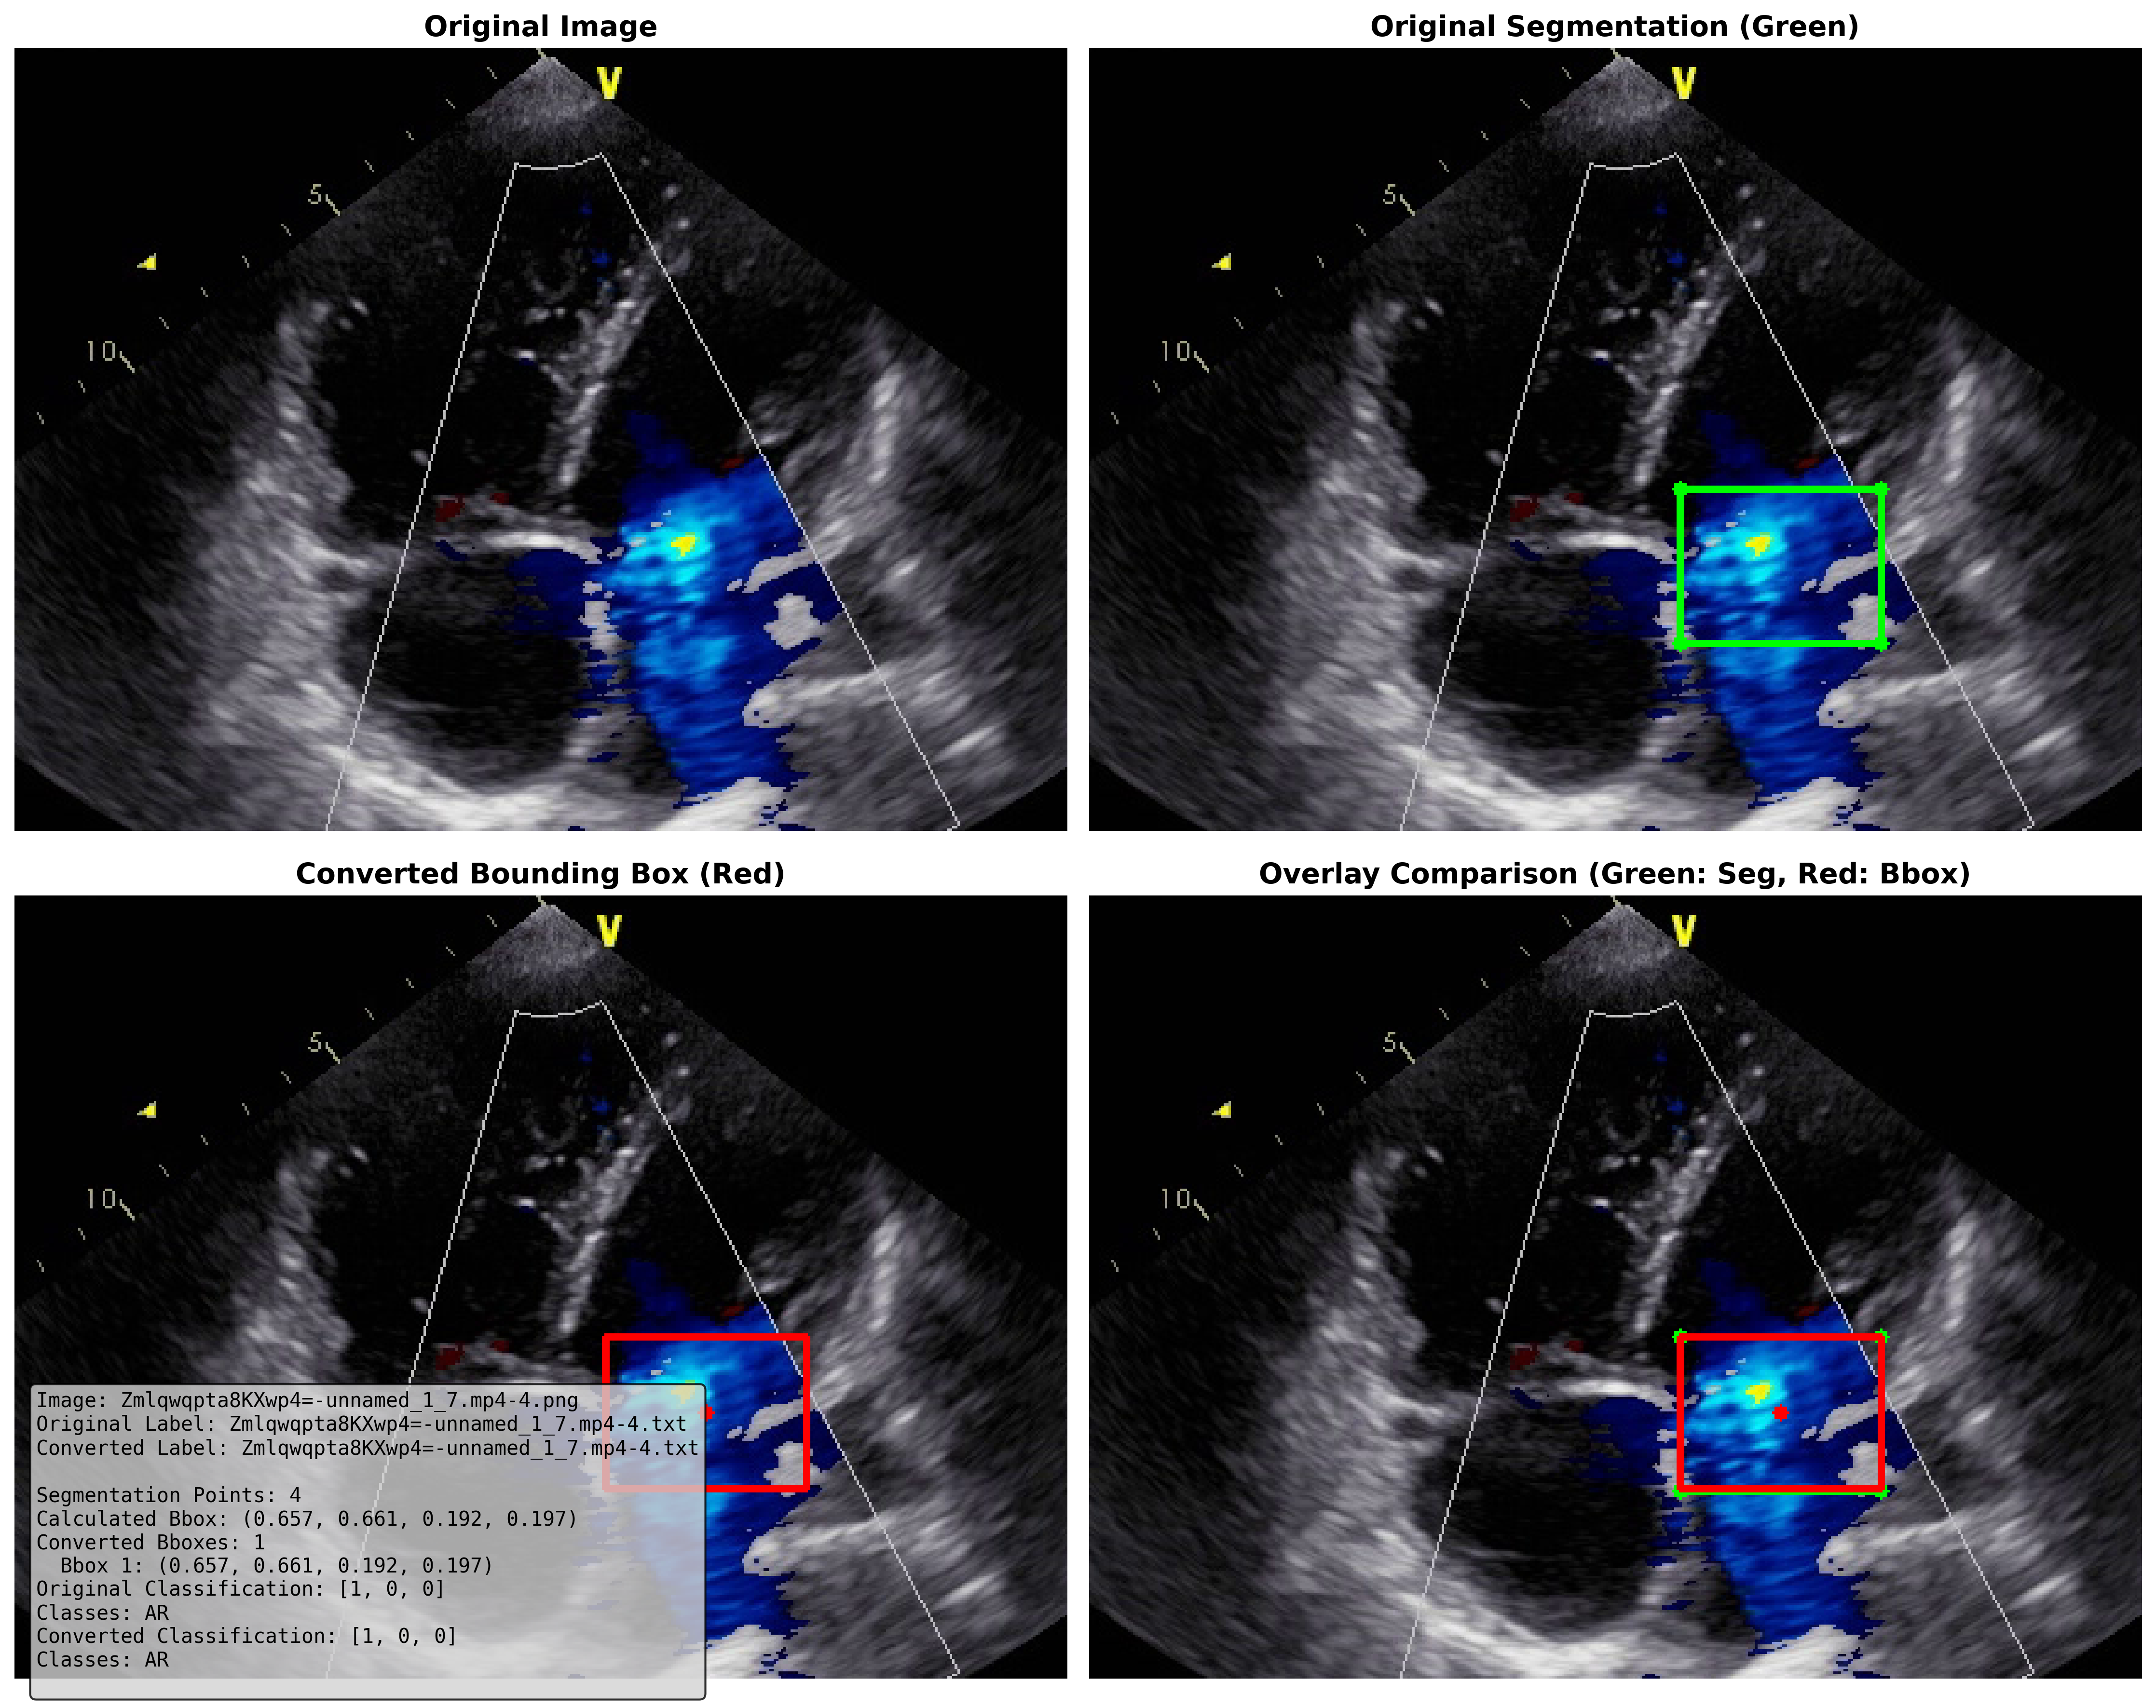 Original Image
Original Segmentation (Green)
V
5
10
V
5
10
Converted Bounding Box (Red)
Overlay Comparison (Green: Seg, Red: Bbox)
V
5
10
V
5
10
Image: Zmlqwqpta8KXwp4=-unnamed_1_7.mp4-4.png
Original Label: Zmlqwqpta8KXwp4=-unnamed_1_7.mp4-4.txt
Converted Label: Zmlqwqpta8KXwp4=-unnamed_1_7.mp4-4.txt
Segmentation Points: 4
Calculated Bbox: (0.657, 0.661, 0.192, 0.197)
Converted Bboxes: 1
Bbox 1: (0.657, 0.661, 0.192, 0.197)
Original Classification: [1, 0, 0]
Classes: AR
Converted Classification: [1, 0, 0]
Classes: AR